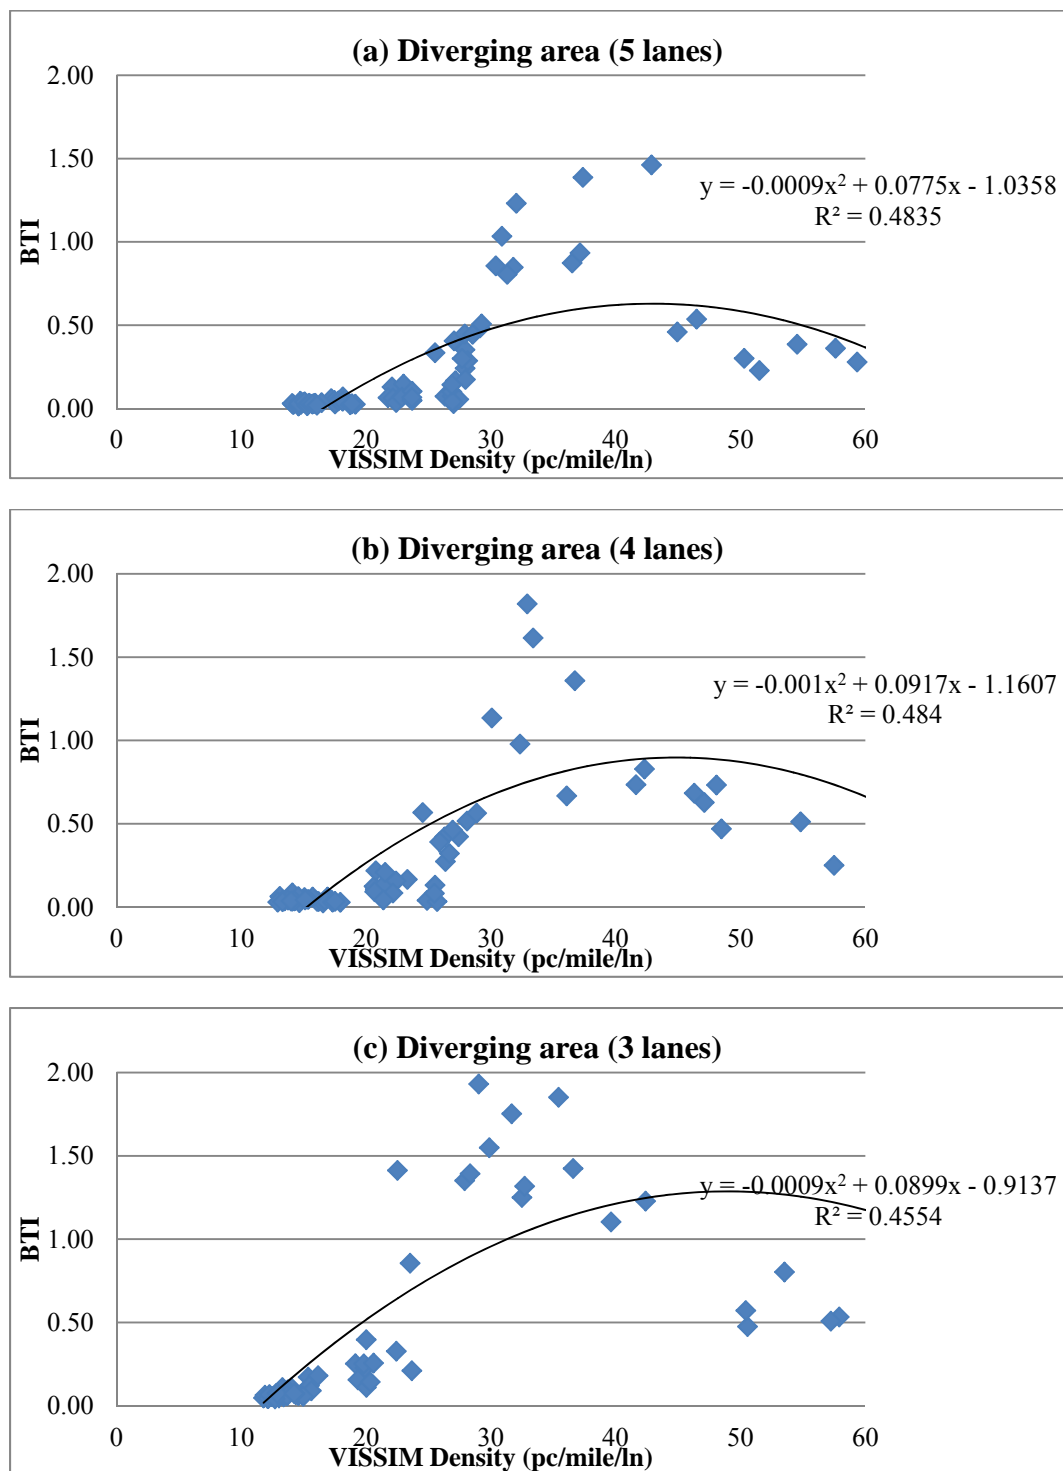 (a) Diverging area (5 lanes)
2.00
1.50
y = -0.0009x² + 0.0775x - 1.0358
R² = 0.4835
1.00
BTI
0.50
0.00
0 10 20 30 40 50 60
VISSIM Density (pc/mile/ln)
(b) Diverging area (4 lanes)
2.00
1.50
y = -0.001x² + 0.0917x - 1.1607
R² = 0.484
1.00
BTI
0.50
0.00
0 10 20 30 40 50 60
VISSIM Density (pc/mile/ln)
(c) Diverging area (3 lanes)
2.00
1.50
y = -0.0009x² + 0.0899x - 0.9137
R² = 0.4554
1.00
BTI
0.50
0.00
0 10 20 30 40 50 60
VISSIM Density (pc/mile/ln)